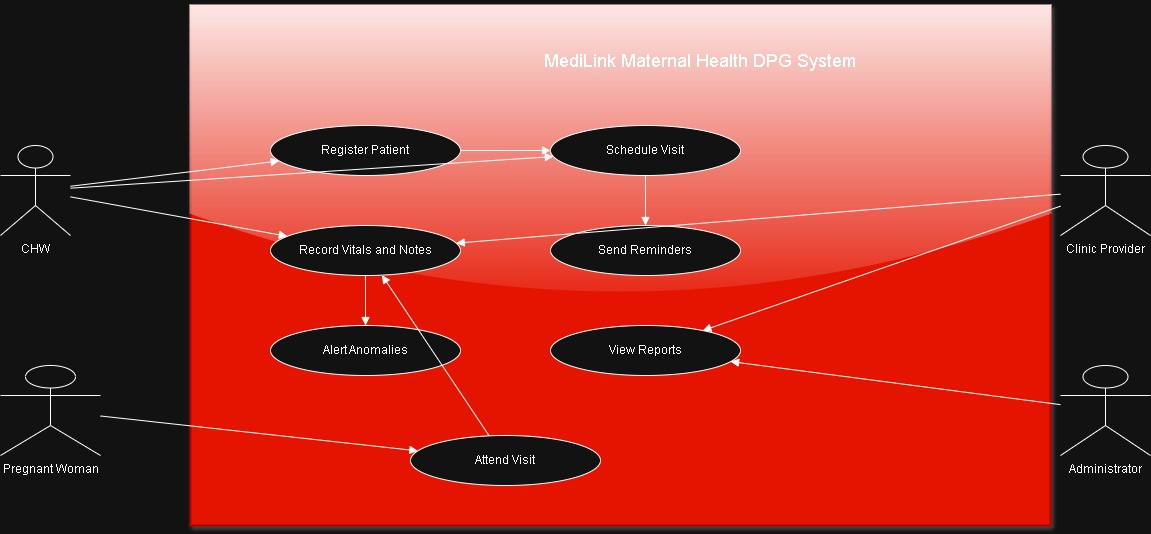 MediLink Maternal Health DPG System
Register Patient
Schedule Visit
CHW
Record Vitals and Notes
Send Reminders
Clinic Provider
Alert Anomalies
View Reports
Pregnant Woman
Attend Visit
Administrator